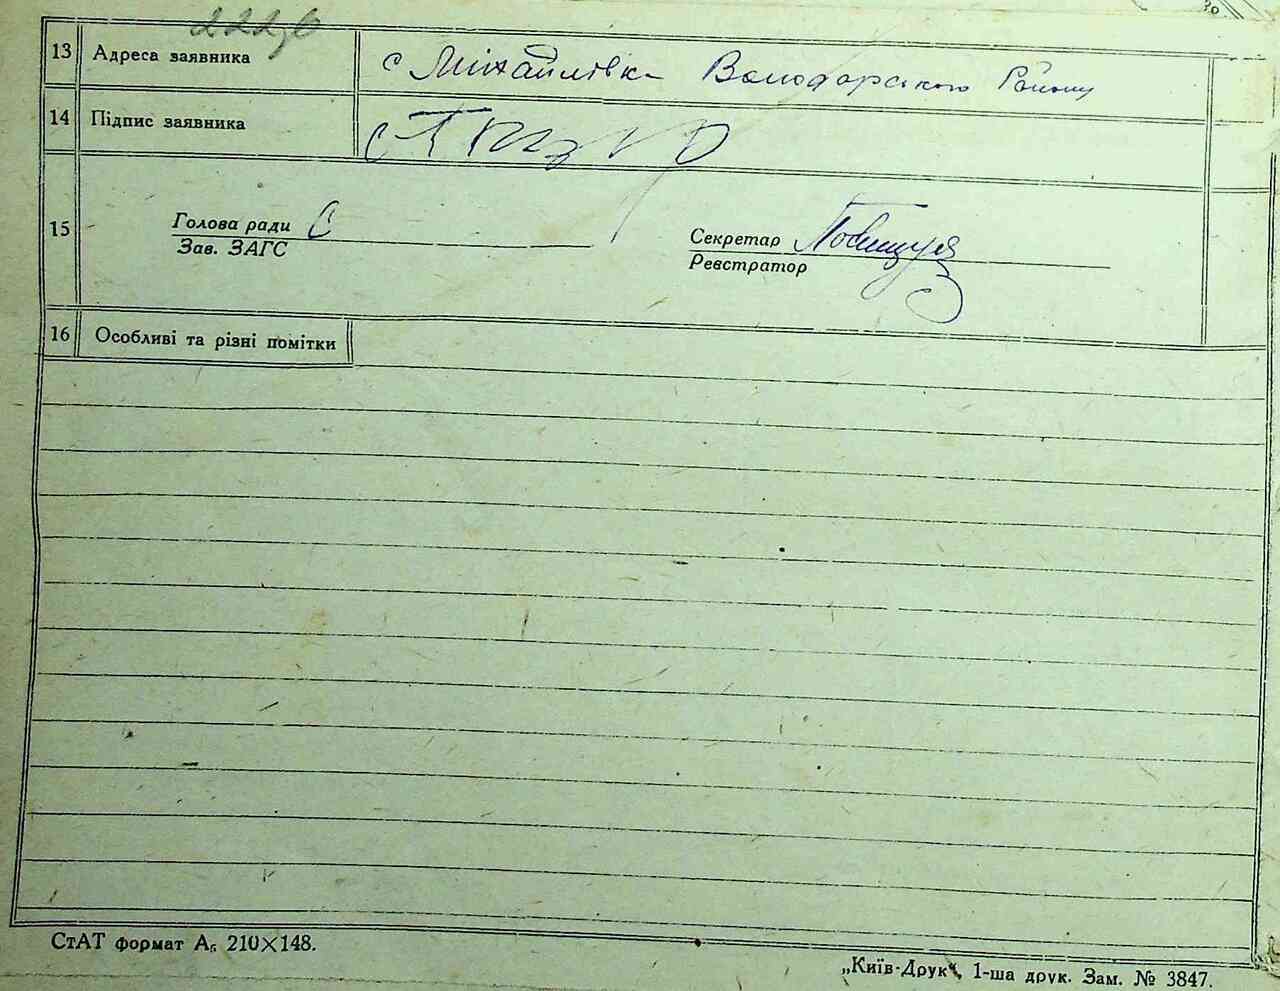 222об
13 Адреса заявника с Михайлівка Володарського Району
14 Підпис заявника
15 Голова ради Секретар
Зав. ЗАГС Реєстратор
16 Особливі та різні помітки
СтАТ формат А₅ 210×148.
„Київ-Друк“, 1-ша друк. Зам. № 3847.